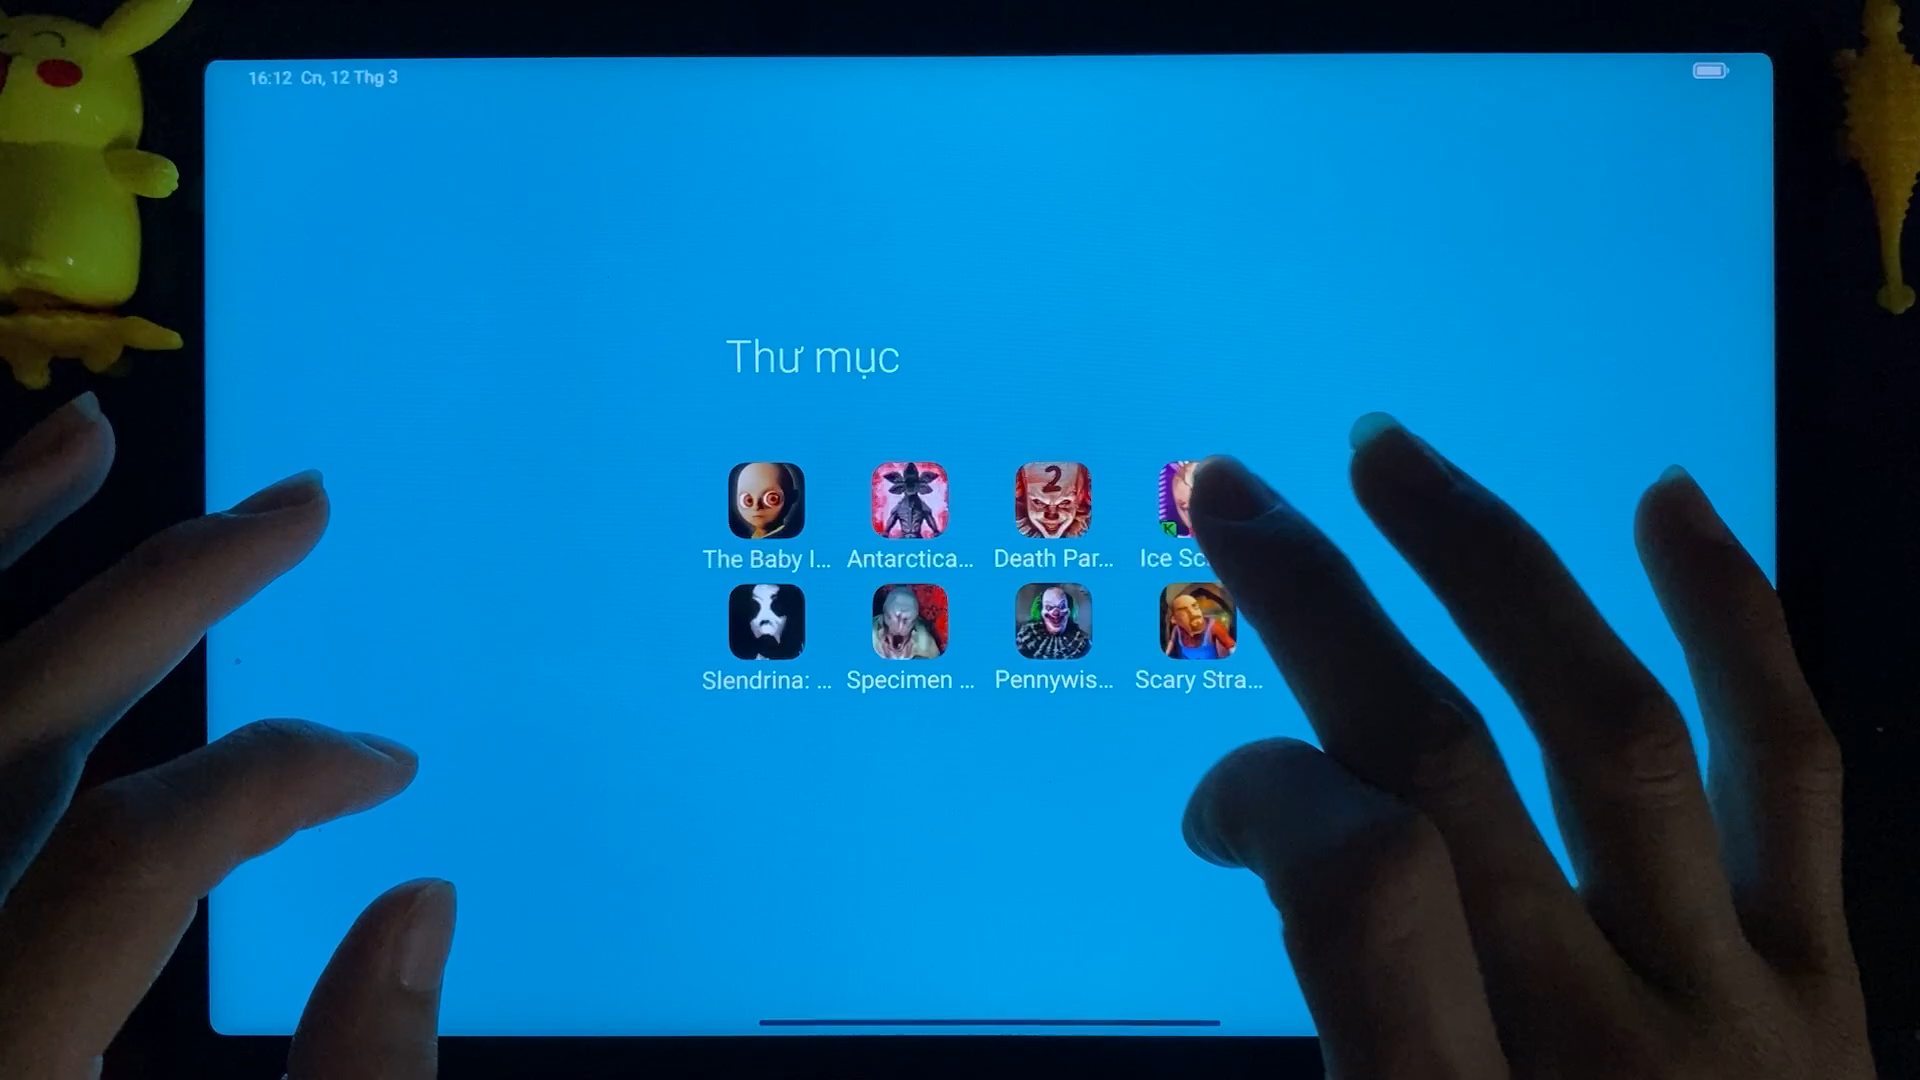 16:12 Cn, 12 Thg 3
Thư mục
The Baby I...
Antarctica...
Death Par...
Ice
2
K
Slendrina: ...
Specimen ...
Pennywis...
Scary Stra...